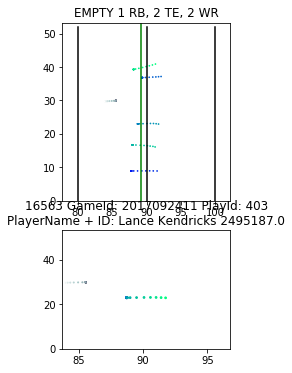 EMPTY 1 RB, 2 TE, 2 WR
50
40
30
20
10
0
80 85 90 95 100
16563 GameId: 2017092411 PlayId: 403
PlayerName + ID: Lance Kendricks 2495187.0
40
20
0
85 90 95